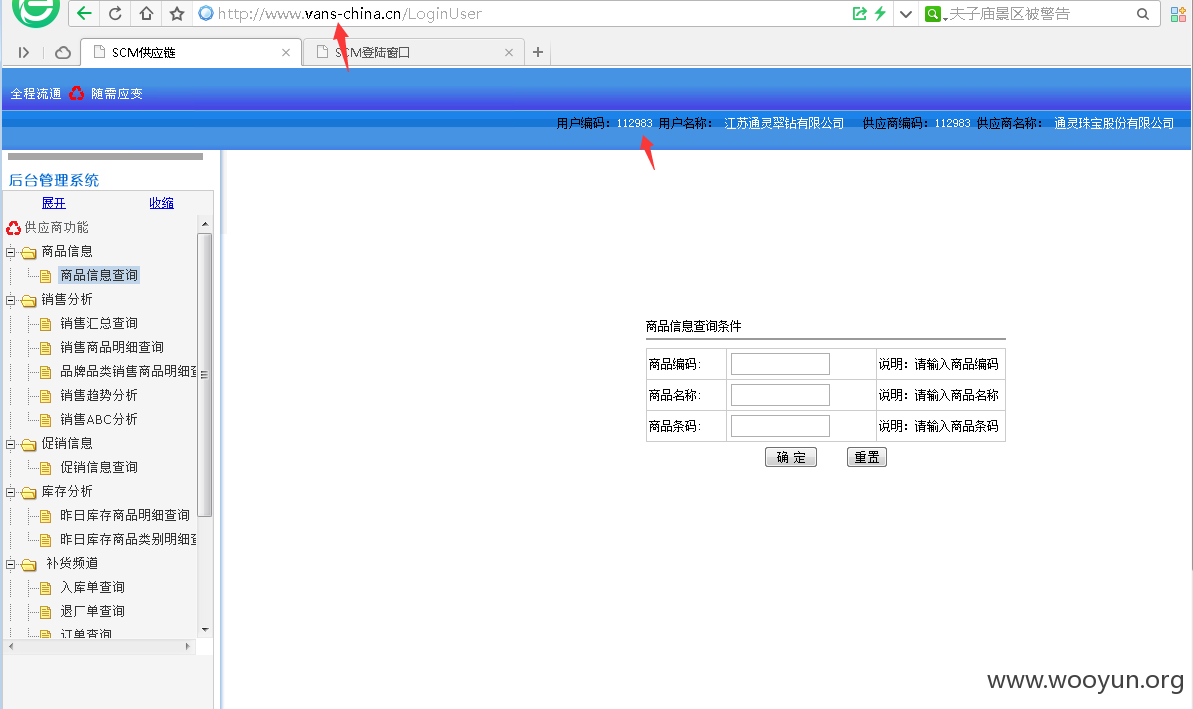 http://www.vans-china.cn/LoginUser
夫子庙景区被警告
SCM供应链
SCM登陆窗口
全程流通 随需应变
用户编码：112983 用户名称： 江苏通灵翠钻有限公司 供应商编码：112983 供应商名称： 通灵珠宝股份有限公司
后台管理系统
展开 收缩
供应商功能
商品信息
商品信息查询
销售分析
销售汇总查询
销售商品明细查询
品牌品类销售商品明细查
销售趋势分析
销售ABC分析
促销信息
促销信息查询
库存分析
昨日库存商品明细查询
昨日库存商品类别明细查
补货频道
入库单查询
退厂单查询
订单查询
商品信息查询条件
商品编码: 说明：请输入商品编码
商品名称: 说明：请输入商品名称
商品条码: 说明：请输入商品条码
确 定 重置
www.wooyun.org